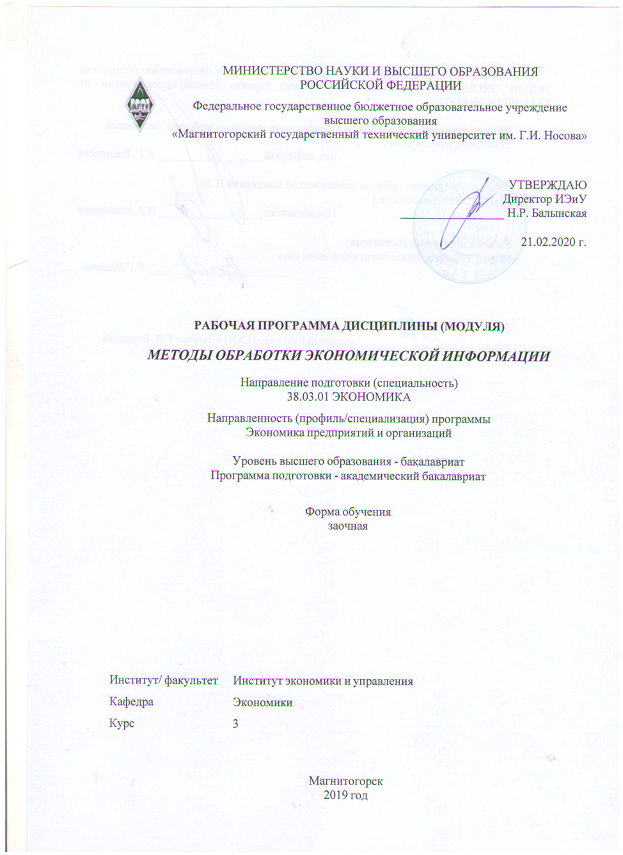 МИНИСТЕРСТВО НАУКИ И ВЫСШЕГО ОБРАЗОВАНИЯ
РОССИЙСКОЙ ФЕДЕРАЦИИ
Федеральное государственное бюджетное образовательное учреждение
высшего образования
«Магнитогорский государственный технический университет им. Г.И. Носова»
УТВЕРЖДАЮ
Директор ИЭиУ
Н.Р. Балынская
21.02.2020 г.
РАБОЧАЯ ПРОГРАММА ДИСЦИПЛИНЫ (МОДУЛЯ)
МЕТОДЫ ОБРАБОТКИ ЭКОНОМИЧЕСКОЙ ИНФОРМАЦИИ
Направление подготовки (специальность)
38.03.01 ЭКОНОМИКА
Направленность (профиль/специализация) программы
Экономика предприятий и организаций
Уровень высшего образования - бакалавриат
Программа подготовки - академический бакалавриат
Форма обучения
заочная
Институт/ факультет Институт экономики и управления
Кафедра Экономики
Курс 3
Магнитогорск
2019 год